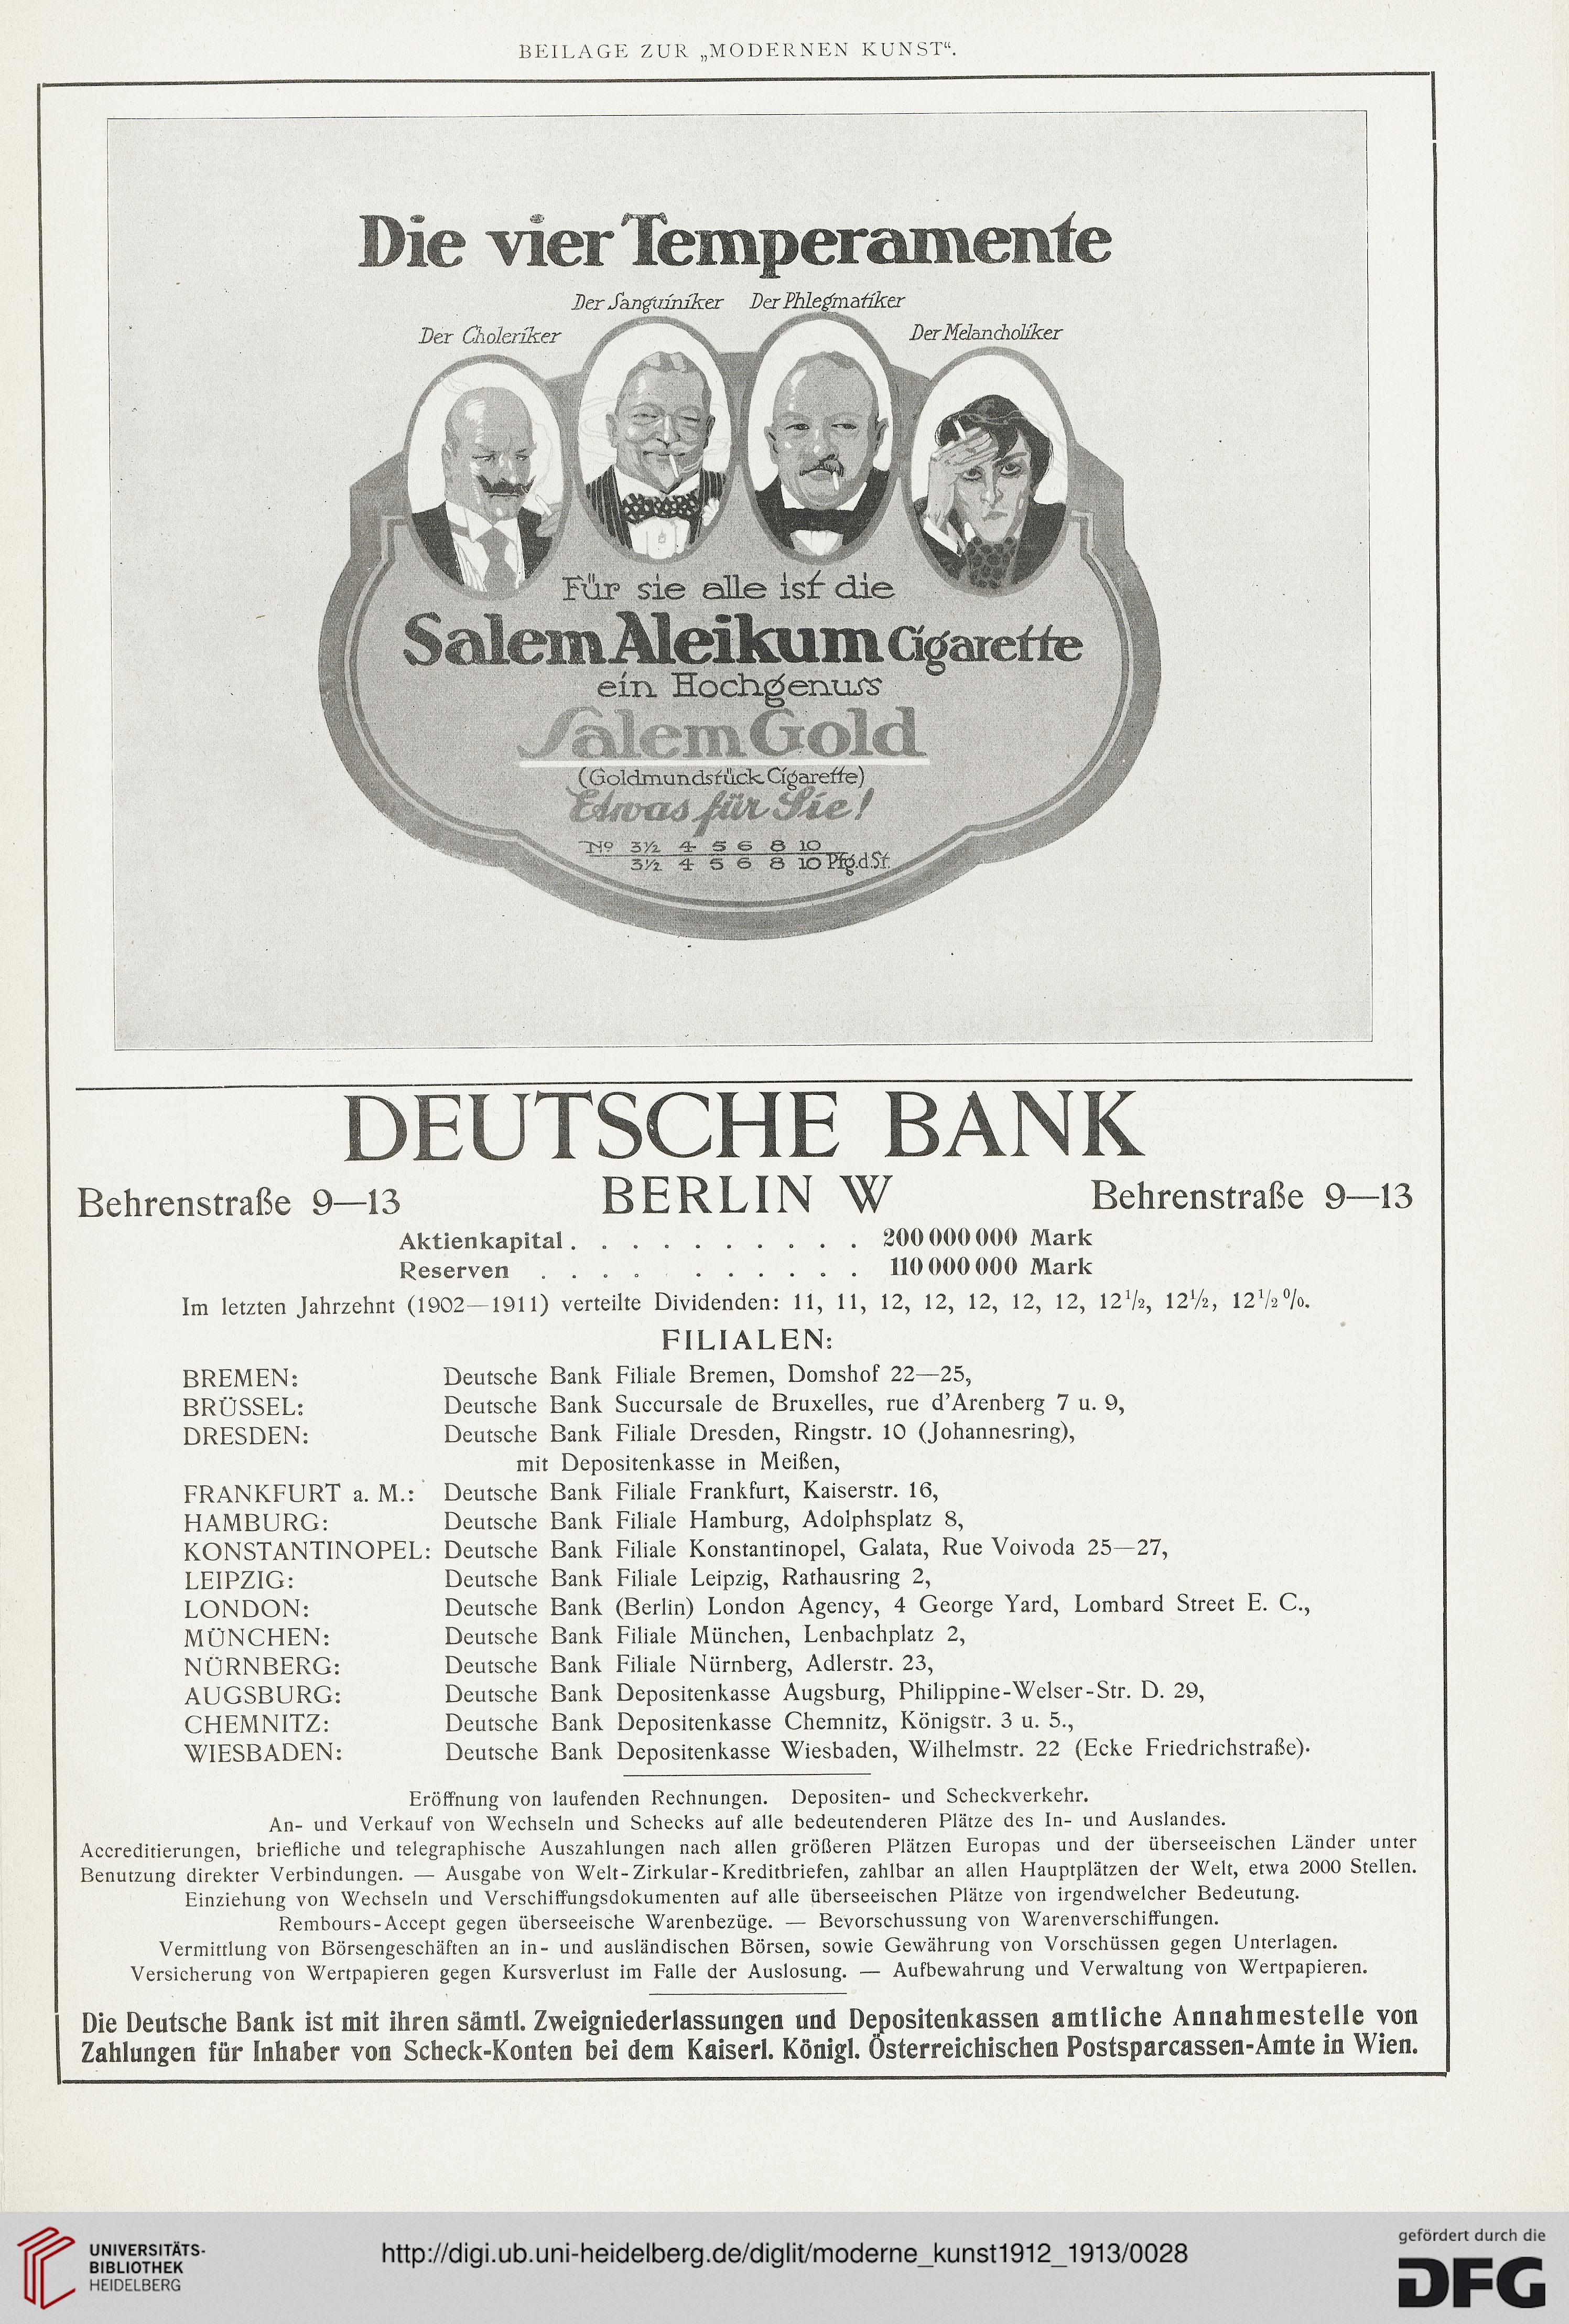 BEILAGE ZUR „MODERNEN KUNST“.
Die vier Temperamente
Der Sanguiniker Der Phlegmatiker
Der Choleriker Der Melancholiker
Für sie alle ist die
Salem Aleikum Cigarette
ein Hochgenuss
Salem Gold
(Goldmundstück Cigarette)
Etwas für Sie!
No 3½ 4 5 6 8 10
3½ 4 5 6 8 10 Pfg.d.St.
DEUTSCHE BANK
Behrenstraße 9—13 BERLIN W Behrenstraße 9—13
Aktienkapital . . . . . . . . . . 200 000 000 Mark
Reserven . . . . . . . . . . 110 000 000 Mark
Im letzten Jahrzehnt (1902—1911) verteilte Dividenden: 11, 11, 12, 12, 12, 12, 12, 12½, 12½, 12½ %.
FILIALEN:
BREMEN: Deutsche Bank Filiale Bremen, Domshof 22—25,
BRÜSSEL: Deutsche Bank Succursale de Bruxelles, rue d'Arenberg 7 u. 9,
DRESDEN: Deutsche Bank Filiale Dresden, Ringstr. 10 (Johannesring),
mit Depositenkasse in Meißen,
FRANKFURT a. M.: Deutsche Bank Filiale Frankfurt, Kaiserstr. 16,
HAMBURG: Deutsche Bank Filiale Hamburg, Adolphsplatz 8,
KONSTANTINOPEL: Deutsche Bank Filiale Konstantinopel, Galata, Rue Voivoda 25—27,
LEIPZIG: Deutsche Bank Filiale Leipzig, Rathausring 2,
LONDON: Deutsche Bank (Berlin) London Agency, 4 George Yard, Lombard Street E. C.,
MÜNCHEN: Deutsche Bank Filiale München, Lenbachplatz 2,
NÜRNBERG: Deutsche Bank Filiale Nürnberg, Adlerstr. 23,
AUGSBURG: Deutsche Bank Depositenkasse Augsburg, Philippine-Welser-Str. D. 29,
CHEMNITZ: Deutsche Bank Depositenkasse Chemnitz, Königstr. 3 u. 5.,
WIESBADEN: Deutsche Bank Depositenkasse Wiesbaden, Wilhelmstr. 22 (Ecke Friedrichstraße).
Eröffnung von laufenden Rechnungen. Depositen- und Scheckverkehr.
An- und Verkauf von Wechseln und Schecks auf alle bedeutenderen Plätze des In- und Auslandes.
Accreditierungen, briefliche und telegraphische Auszahlungen nach allen größeren Plätzen Europas und der überseeischen Länder unter
Benutzung direkter Verbindungen. — Ausgabe von Welt-Zirkular-Kreditbriefen, zahlbar an allen Hauptplätzen der Welt, etwa 2000 Stellen.
Einziehung von Wechseln und Verschiffungsdokumenten auf alle überseeischen Plätze von irgendwelcher Bedeutung.
Rembours-Accept gegen überseeische Warenbezüge. — Bevorschussung von Warenverschiffungen.
Vermittlung von Börsengeschäften an in- und ausländischen Börsen, sowie Gewährung von Vorschüssen gegen Unterlagen.
Versicherung von Wertpapieren gegen Kursverlust im Falle der Auslosung. — Aufbewahrung und Verwaltung von Wertpapieren.
Die Deutsche Bank ist mit ihren sämtl. Zweigniederlassungen und Depositenkassen amtliche Annahmestelle von
Zahlungen für Inhaber von Scheck-Konten bei dem Kaiserl. Königl. Österreichischen Postsparcassen-Amte in Wien.
UNIVERSITÄTS-
BIBLIOTHEK
HEIDELBERG
http://digi.ub.uni-heidelberg.de/diglit/moderne_kunst1912_1913/0028
gefördert durch die
DFG